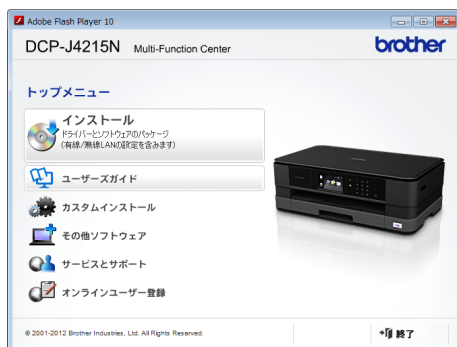 Adobe Flash Player 10
DCP-J4215N Multi-Function Center
brother
トップメニュー
インストール
ドライバーとソフトウェアのパッケージ
(有線/無線LANの設定を含みます)
ユーザーズガイド
カスタムインストール
その他ソフトウェア
サービスとサポート
オンラインユーザー登録
© 2001-2012 Brother Industries, Ltd. All Rights Reserved.
終了